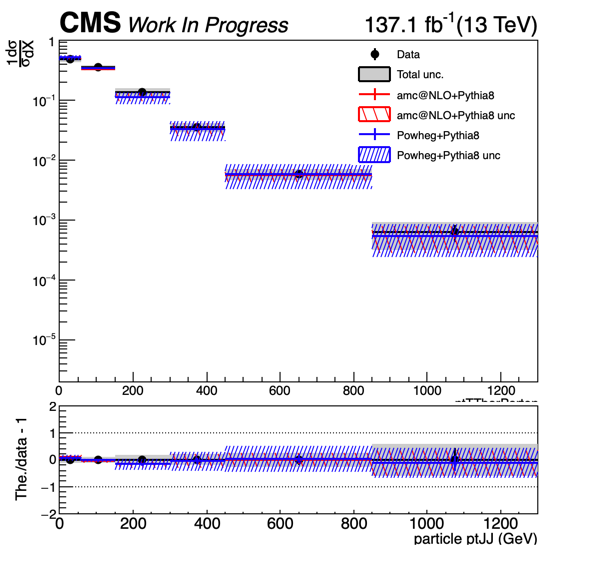 CMS Work In Progress 137.1 fb⁻¹(13 TeV)
1dσ
σdX
1
10⁻¹
10⁻²
10⁻³
10⁻⁴
10⁻⁵
Data
Total unc.
amc@NLO+Pythia8
amc@NLO+Pythia8 unc
Powheg+Pythia8
Powheg+Pythia8 unc
0 200 400 600 800 1000 1200
The./data - 1
2
1
0
−1
−2
0 200 400 600 800 1000 1200
particle ptJJ (GeV)